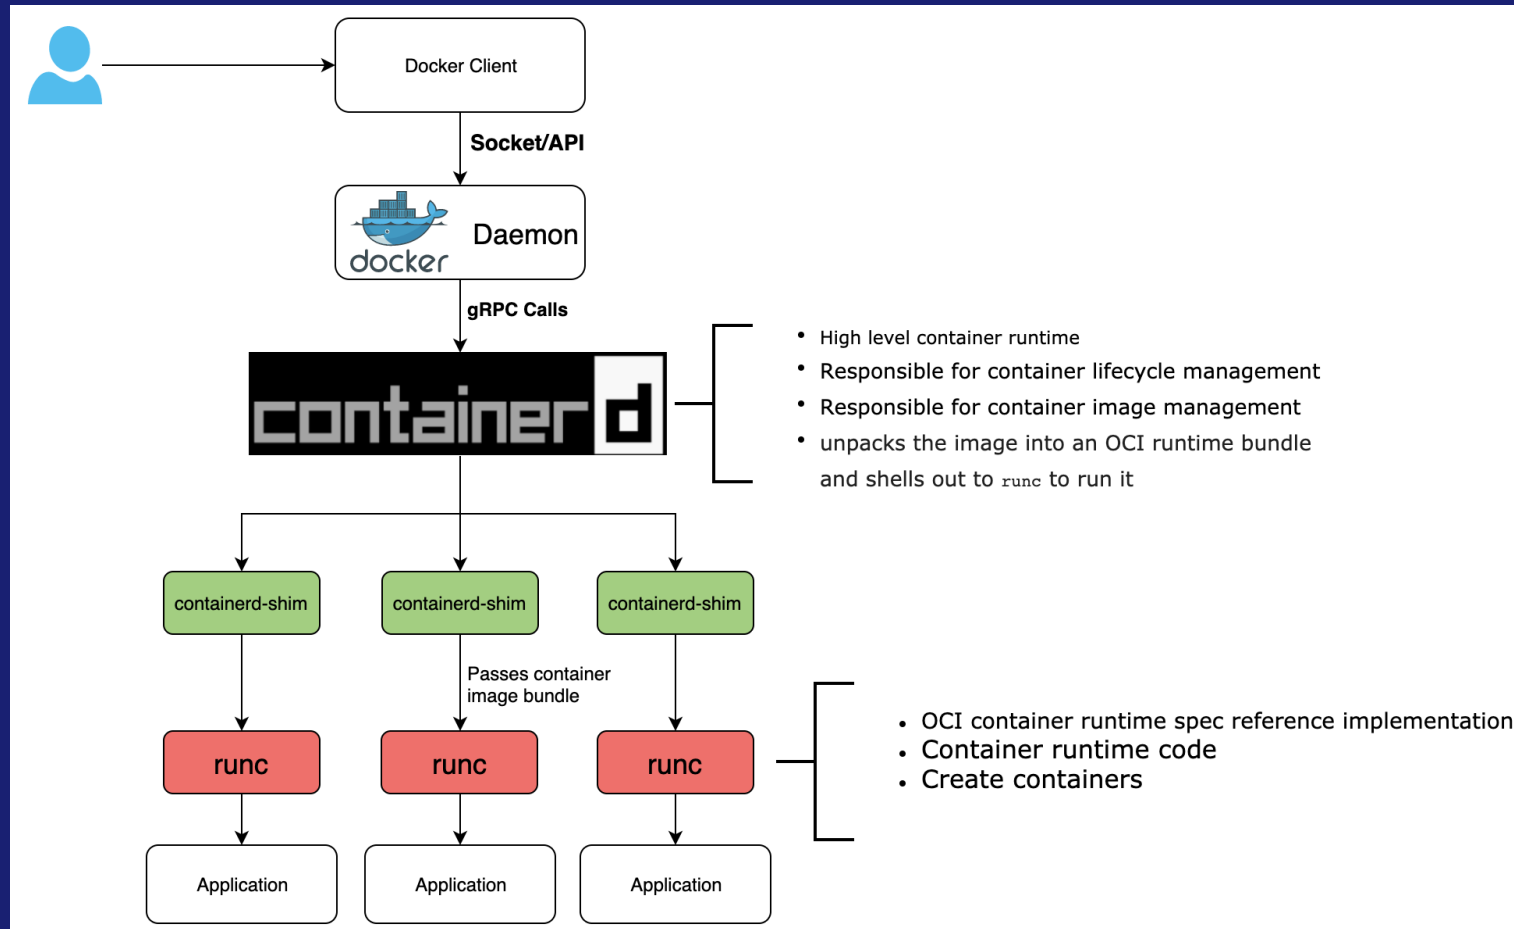 Docker Client
Socket/API
docker
Daemon
gRPC Calls
containerd
• High level container runtime
• Responsible for container lifecycle management
• Responsible for container image management
• unpacks the image into an OCI runtime bundle
and shells out to runc to run it
containerd-shim
containerd-shim
containerd-shim
Passes container
image bundle
runc
runc
runc
• OCI container runtime spec reference implementation
• Container runtime code
• Create containers
Application
Application
Application